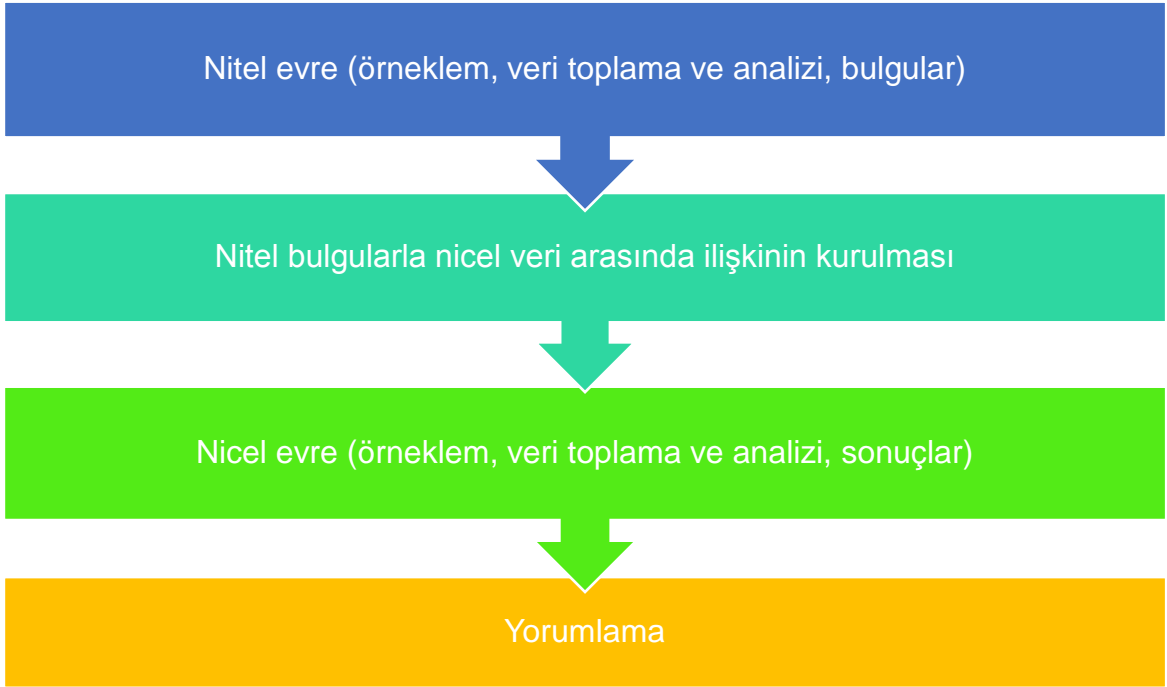 Nitel evre (örneklem, veri toplama ve analizi, bulgular)
Nitel bulgularla nicel veri arasında ilişkinin kurulması
Nicel evre (örneklem, veri toplama ve analizi, sonuçlar)
Yorumlama